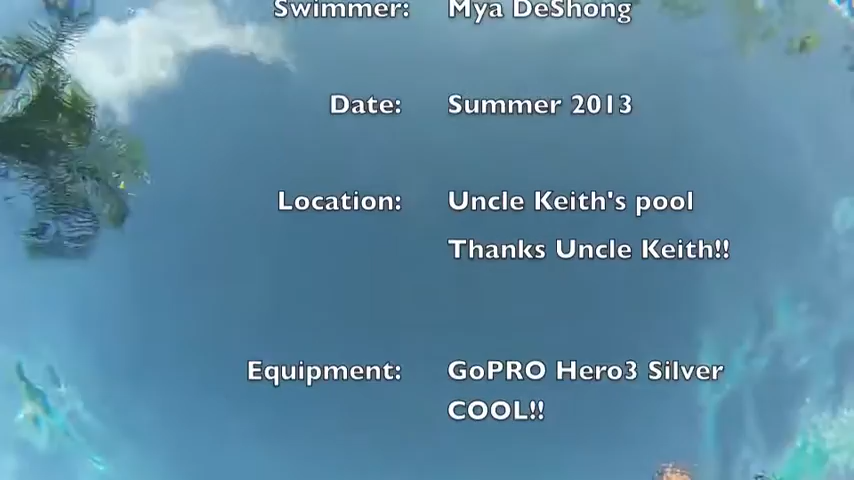 Swimmer: Mya DeShong
Date: Summer 2013
Location: Uncle Keith's pool
Thanks Uncle Keith!!
Equipment: GoPRO Hero3 Silver
COOL!!